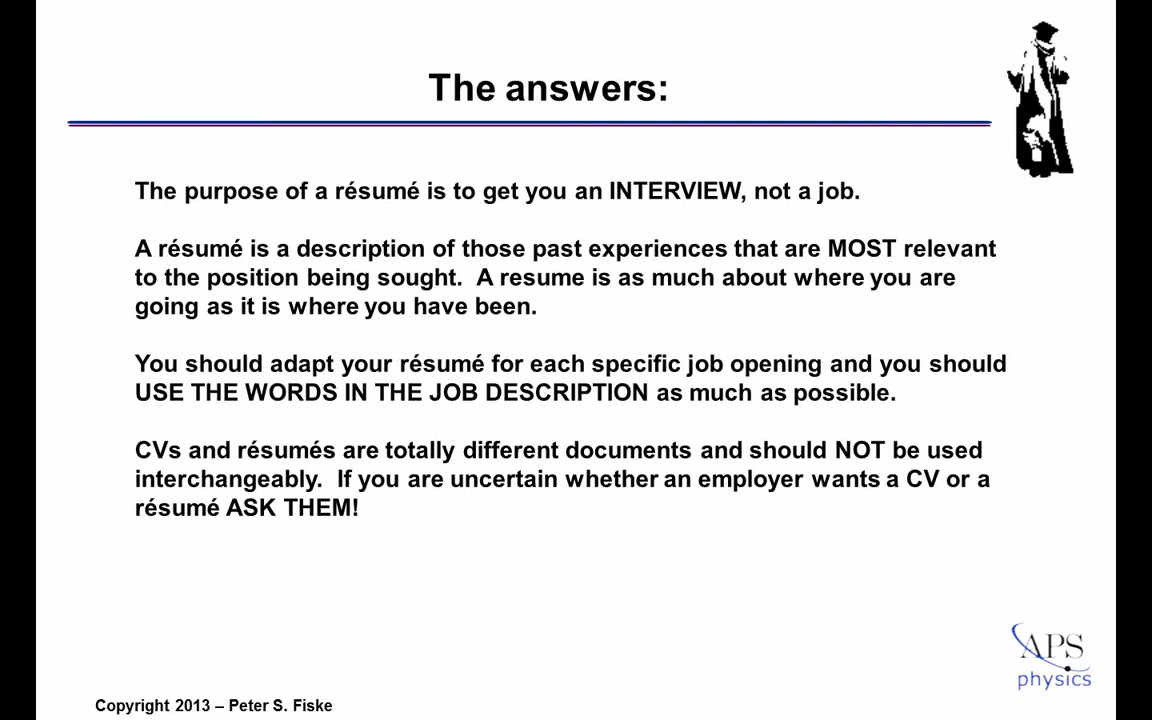 The answers:
The purpose of a résumé is to get you an INTERVIEW, not a job.
A résumé is a description of those past experiences that are MOST relevant
to the position being sought.  A resume is as much about where you are
going as it is where you have been.
You should adapt your résumé for each specific job opening and you should
USE THE WORDS IN THE JOB DESCRIPTION as much as possible.
CVs and résumés are totally different documents and should NOT be used
interchangeably.  If you are uncertain whether an employer wants a CV or a
résumé ASK THEM!
APS
physics
Copyright 2013 – Peter S. Fiske